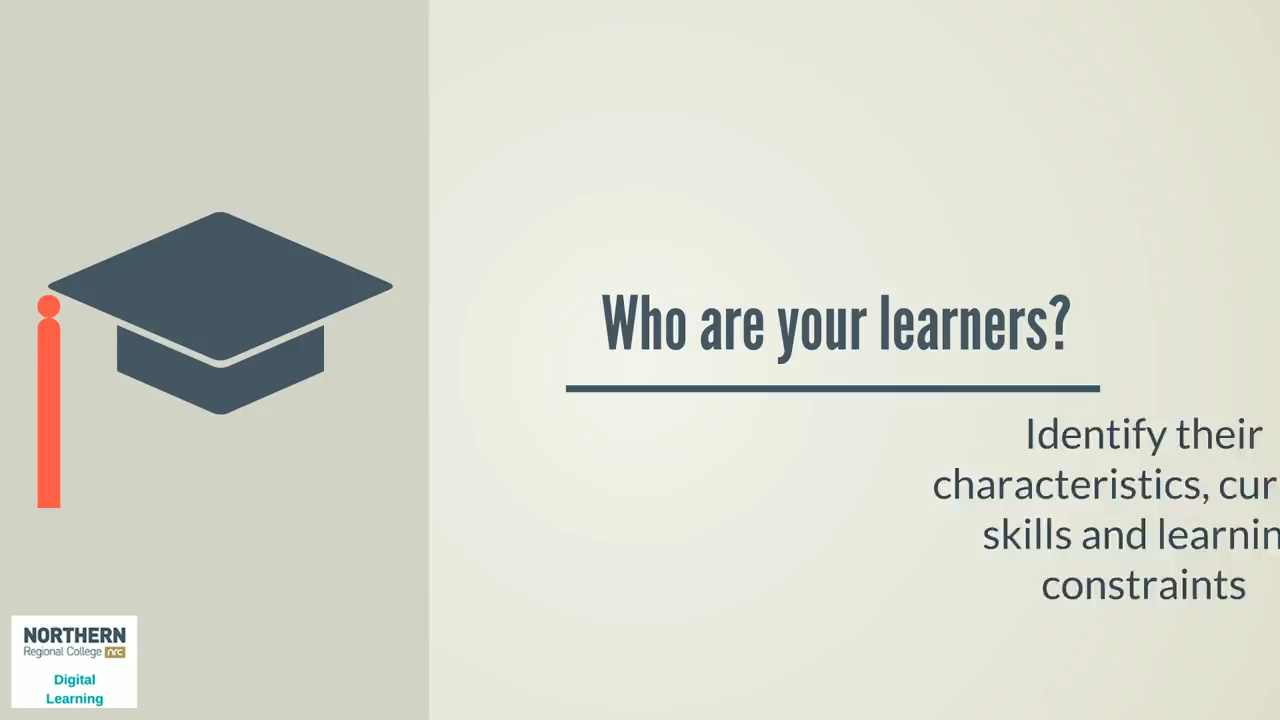 Who are your learners?
Identify their
characteristics, cur
skills and learnin
constraints
NORTHERN
Regional College nrc
Digital
Learning